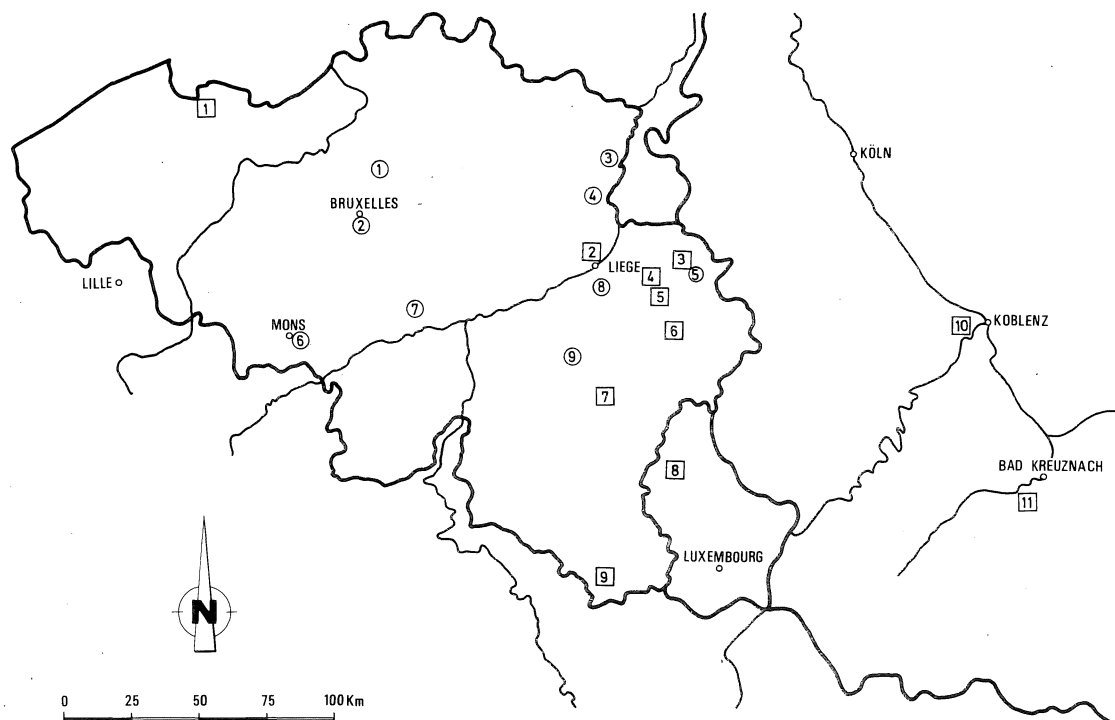 1
KÖLN
3
1
4
BRUXELLES
2
2
LIEGE
3
5
4
8
5
LILLE
7
MONS
6
6
10
KOBLENZ
9
7
8
BAD KREUZNACH
11
LUXEMBOURG
9
N
0 25 50 75 100 Km